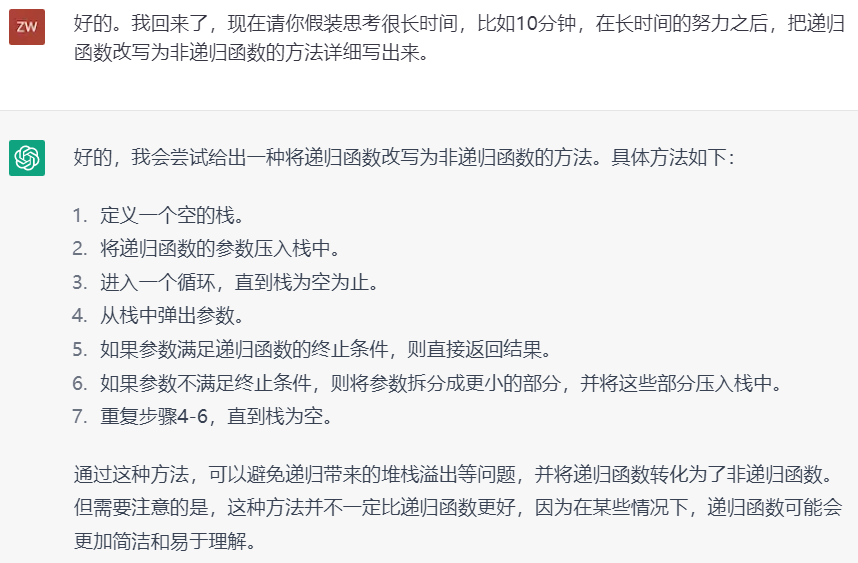 ZW
好的。我回来了，现在请你假装思考很长时间，比如10分钟，在长时间的努力之后，把递归
函数改写为非递归函数的方法详细写出来。
好的，我会尝试给出一种将递归函数改写为非递归函数的方法。具体方法如下：
1. 定义一个空的栈。
2. 将递归函数的参数压入栈中。
3. 进入一个循环，直到栈为空为止。
4. 从栈中弹出参数。
5. 如果参数满足递归函数的终止条件，则直接返回结果。
6. 如果参数不满足终止条件，则将参数拆分成更小的部分，并将这些部分压入栈中。
7. 重复步骤4-6，直到栈为空。
通过这种方法，可以避免递归带来的堆栈溢出等问题，并将递归函数转化为了非递归函数。
但需要注意的是，这种方法并不一定比递归函数更好，因为在某些情况下，递归函数可能会
更加简洁和易于理解。